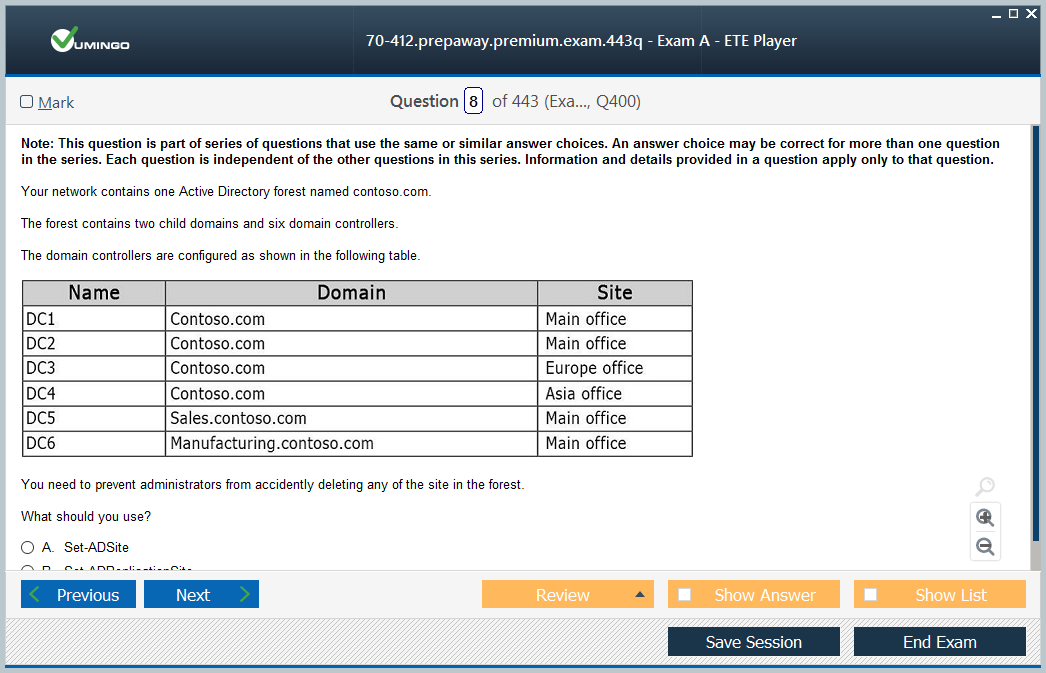 VUMINGO
70-412.prepaway.premium.exam.443q - Exam A - ETE Player
Mark
Question 8 of 443 (Exa..., Q400)
Note: This question is part of series of questions that use the same or similar answer choices. An answer choice may be correct for more than one question
in the series. Each question is independent of the other questions in this series. Information and details provided in a question apply only to that question.
Your network contains one Active Directory forest named contoso.com.
The forest contains two child domains and six domain controllers.
The domain controllers are configured as shown in the following table.
Name Domain Site
DC1 Contoso.com Main office
DC2 Contoso.com Main office
DC3 Contoso.com Europe office
DC4 Contoso.com Asia office
DC5 Sales.contoso.com Main office
DC6 Manufacturing.contoso.com Main office
You need to prevent administrators from accidently deleting any of the site in the forest.
What should you use?
A. Set-ADSite
B. Set-ADReplicationSite
Previous Next Review Show Answer Show List
Save Session End Exam